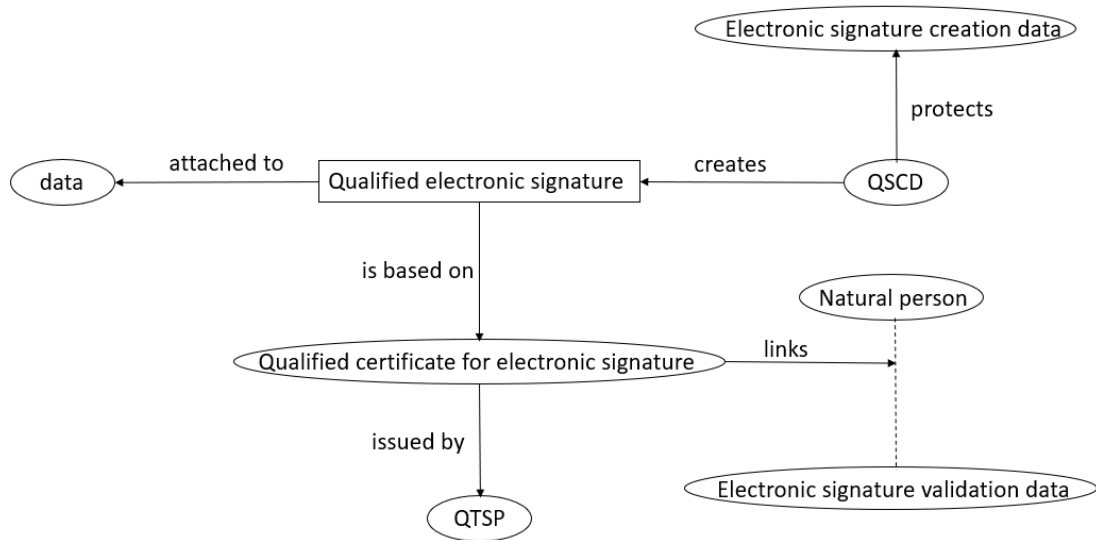 Electronic signature creation data
protects
attached to
creates
data
Qualified electronic signature
QSCD
is based on
Natural person
links
Qualified certificate for electronic signature
issued by
Electronic signature validation data
QTSP